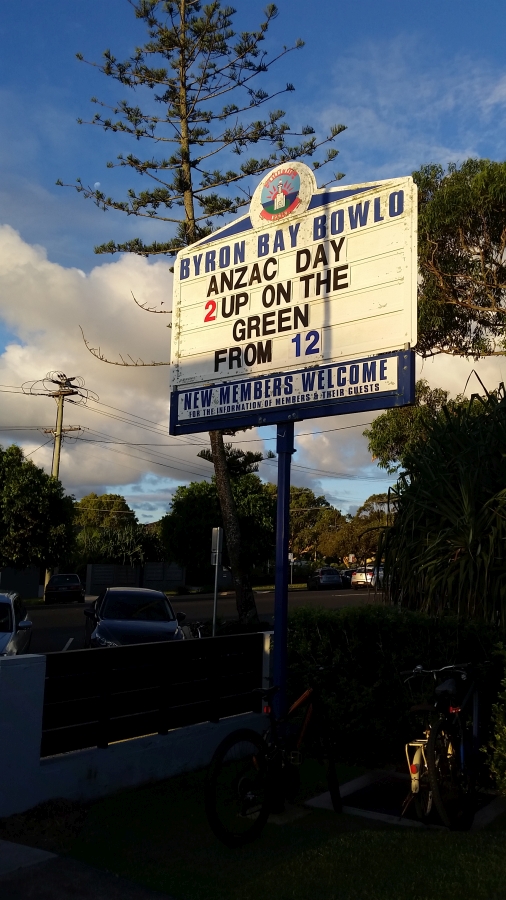 BYRON BAY BOWLO
ANZAC DAY
2 UP ON THE
GREEN
FROM 12
NEW MEMBERS WELCOME
FOR THE INFORMATION OF MEMBERS & THEIR GUESTS